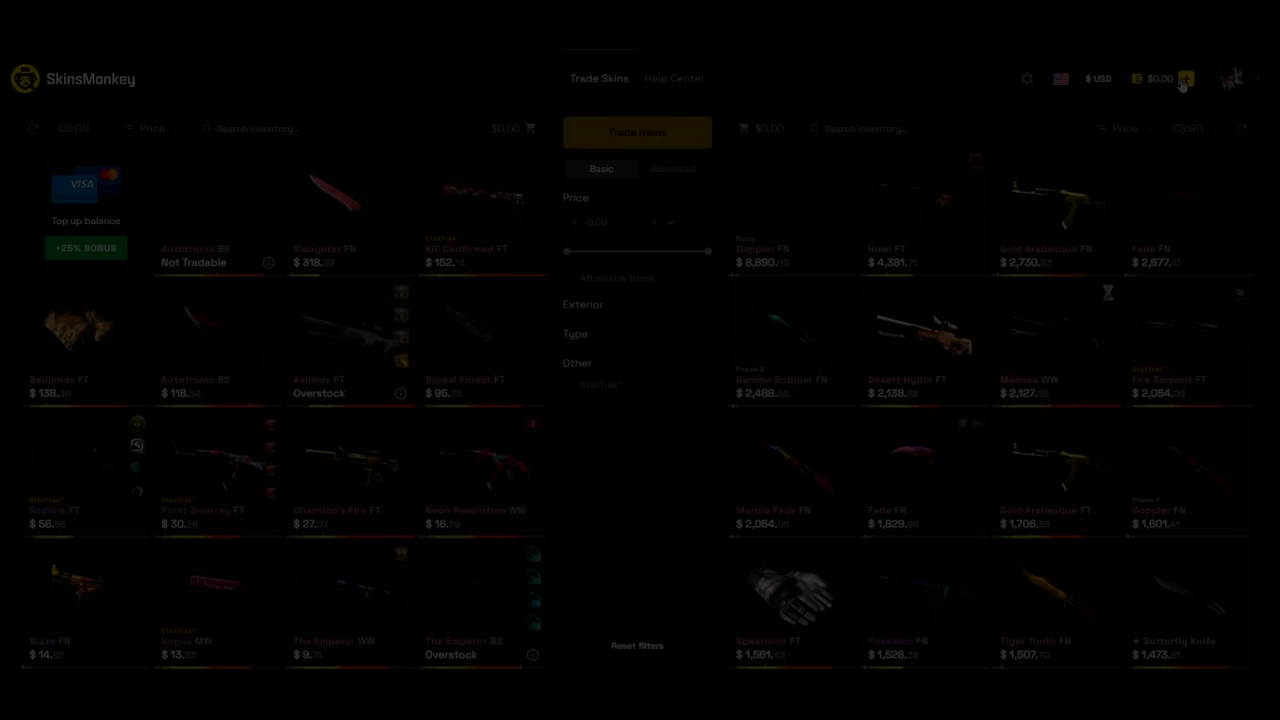 SkinsMonkey
Trade Skins
Help Center
$ USD
$0.00
CS:GO
Price
Search inventory...
$0.00
Trade Items
$0.00
Search inventory...
Price
CS:GO
VISA
Top up balance
+25% BONUS
Autotronic BS
Not Tradable
Slaughter FN
$ 318.
StatTrak™
Kill Confirmed FT
$ 152.
Badlands FT
$ 138.
Autotronic BS
$ 118.
Asiimov FT
Overstock
Boreal Forest FT
$ 95.
StatTrak™
Redline FT
$ 56.
StatTrak™
Point Disarray FT
$ 30.
Chantico's Fire FT
$ 27.07
Neon Revolution WW
$ 16.
Blaze FN
$ 14.
StatTrak™
Vogue MW
$ 13.
The Emperor WW
$ 9.
The Emperor BS
Overstock
Basic
Advanced
Price
$ 0.00
$ ∞
Affordable items
Exterior
Type
Other
StatTrak™
Reset filters
Ruby
Doppler FN
$ 8,890.
Howl FT
$ 4,381.
Gold Arabesque FN
$ 2,730.
Fade FN
$ 2,677.
Gamma Doppler FN
$ 2,488.
Desert Hydra FT
$ 2,138.
Medusa WW
$ 2,127.
StatTrak™
Fire Serpent FT
$ 2,054.
Marble Fade FN
$ 2,054.
Fade FN
$ 1,829.
Gold Arabesque FT
$ 1,706.
Doppler FN
$ 1,601.
Spearmint FT
$ 1,561.
FN
$ 1,526.
Tiger Tooth FN
$ 1,507.
★ Butterfly Knife
$ 1,473.